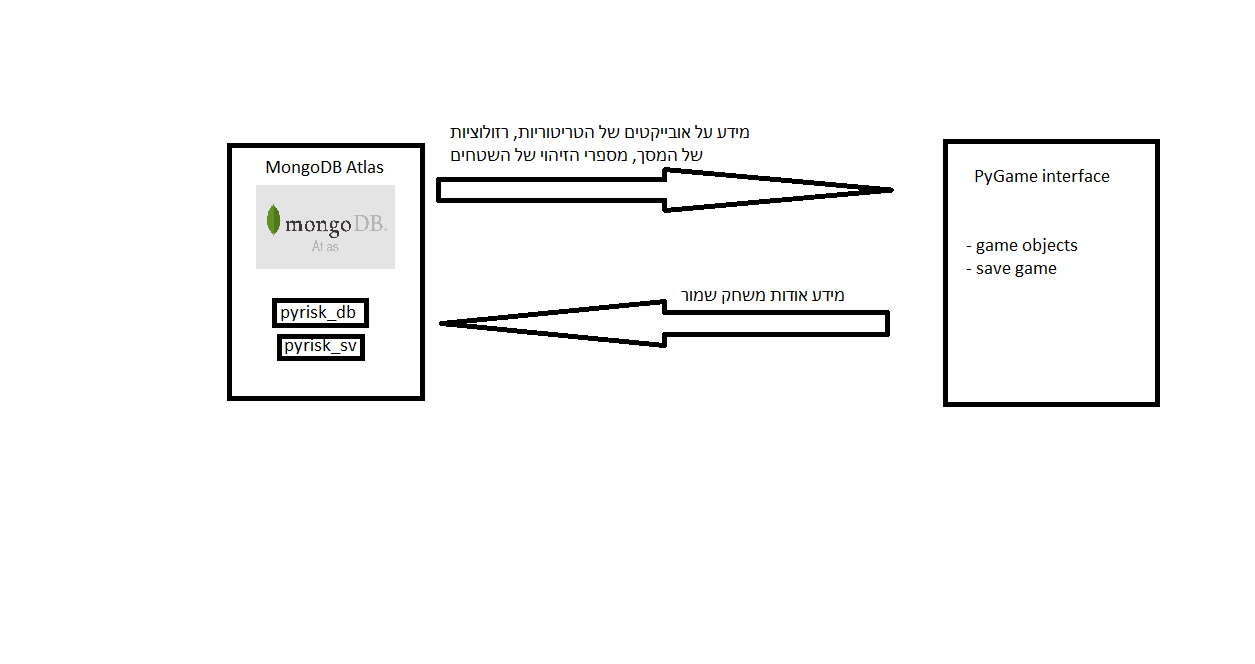 מידע על אובייקטים של הטריטוריות, רזולוציות
של המסך, מספרי הזיהוי של השטחים
MongoDB Atlas
mongoDB.
Atlas
pyrisk_db
pyrisk_sv
מידע אודות משחק שמור
PyGame interface
- game objects
- save game